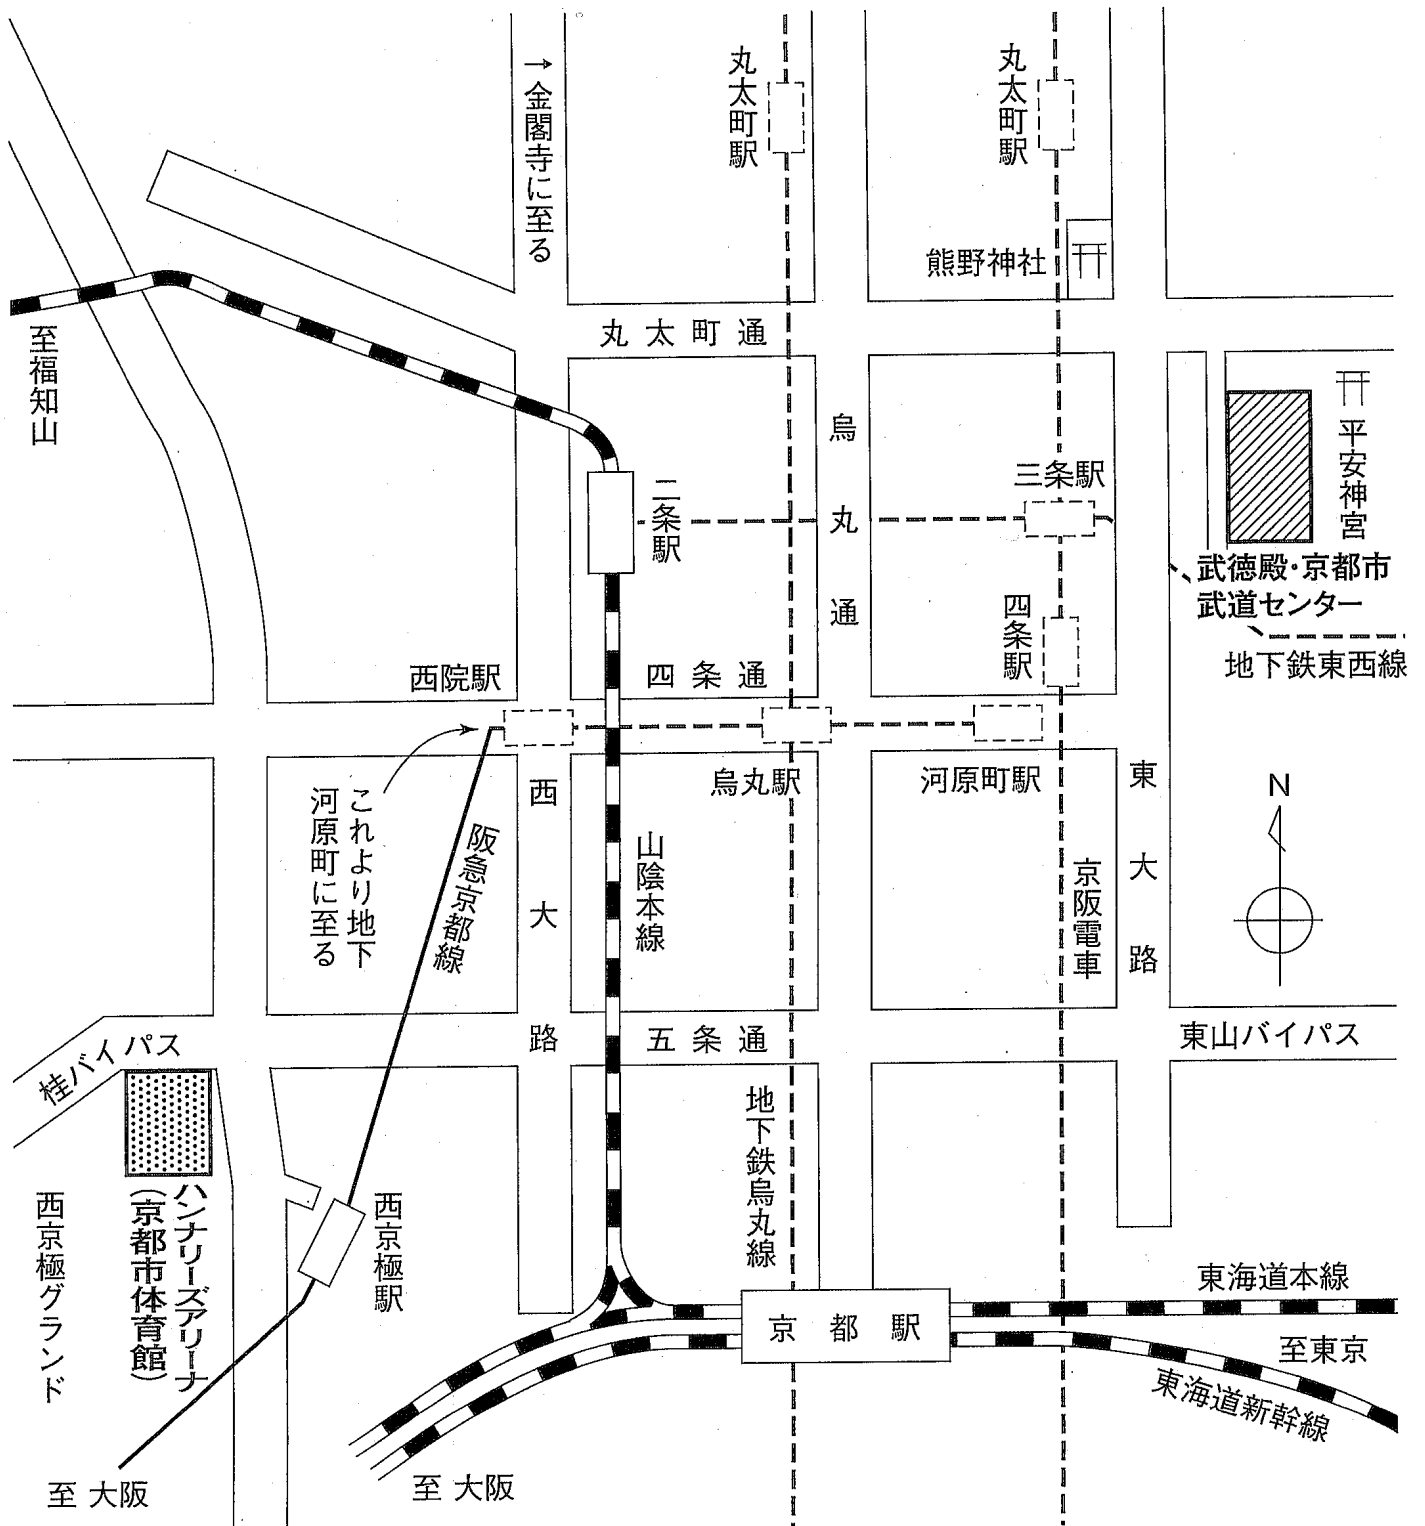 →金閣寺に至る
丸太町駅
丸太町駅
熊野神社
丸太町通
至福知山
烏丸通
平安神宮
三条駅
二条駅
武徳殿・京都市
武道センター
四条駅
地下鉄東西線
西院駅
四条通
烏丸駅
河原町駅
東大路
西大路
N
これより地下
河原町に至る
阪急京都線
山陰本線
京阪電車
五条通
東山バイパス
桂バイパス
地下鉄烏丸線
ハンナリーズアリーナ
(京都市体育館)
西京極グランド
西京極駅
東海道本線
京都駅
至東京
東海道新幹線
至 大阪
至 大阪